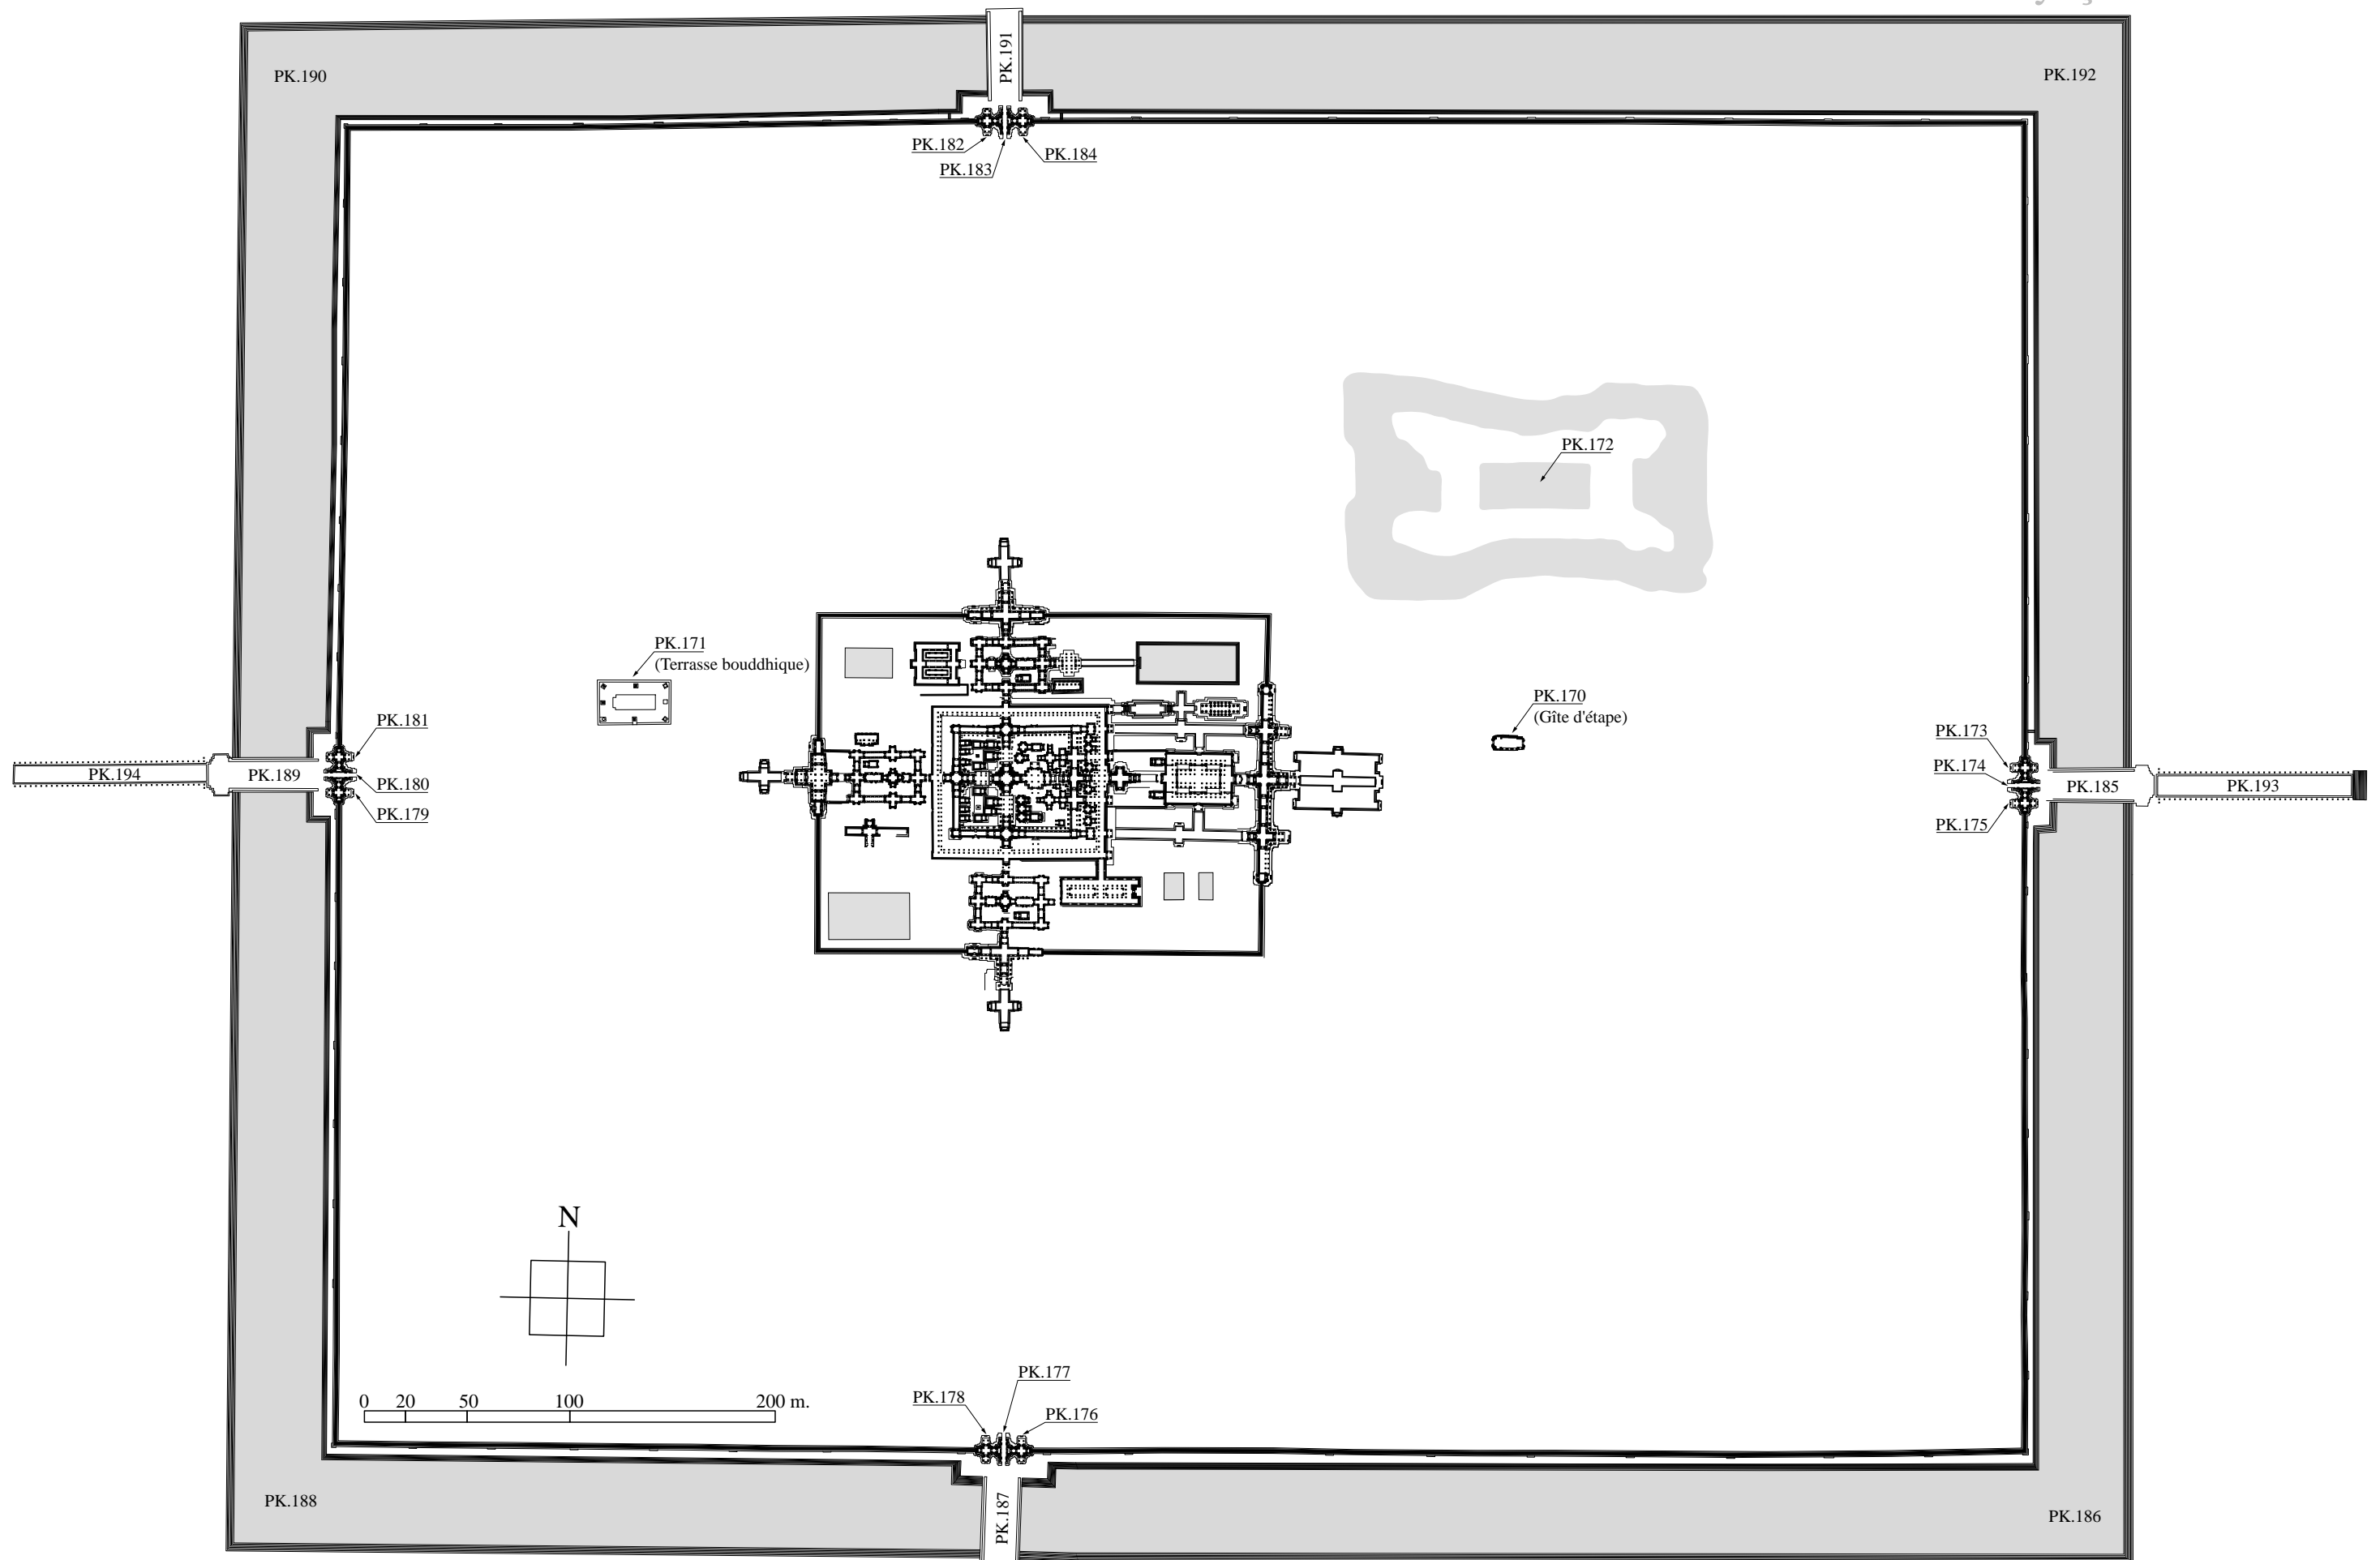 PK.191
PK.190
PK.192
PK.182
PK.183
PK.184
PK.172
PK.171
(Terrasse bouddhique)
PK.170
(Gîte d'étape)
PK.181
PK.194
PK.189
PK.180
PK.179
PK.173
PK.174
PK.185
PK.193
PK.175
N
0 20 50 100 200 m.
PK.177
PK.178
PK.176
PK.188
PK.187
PK.186